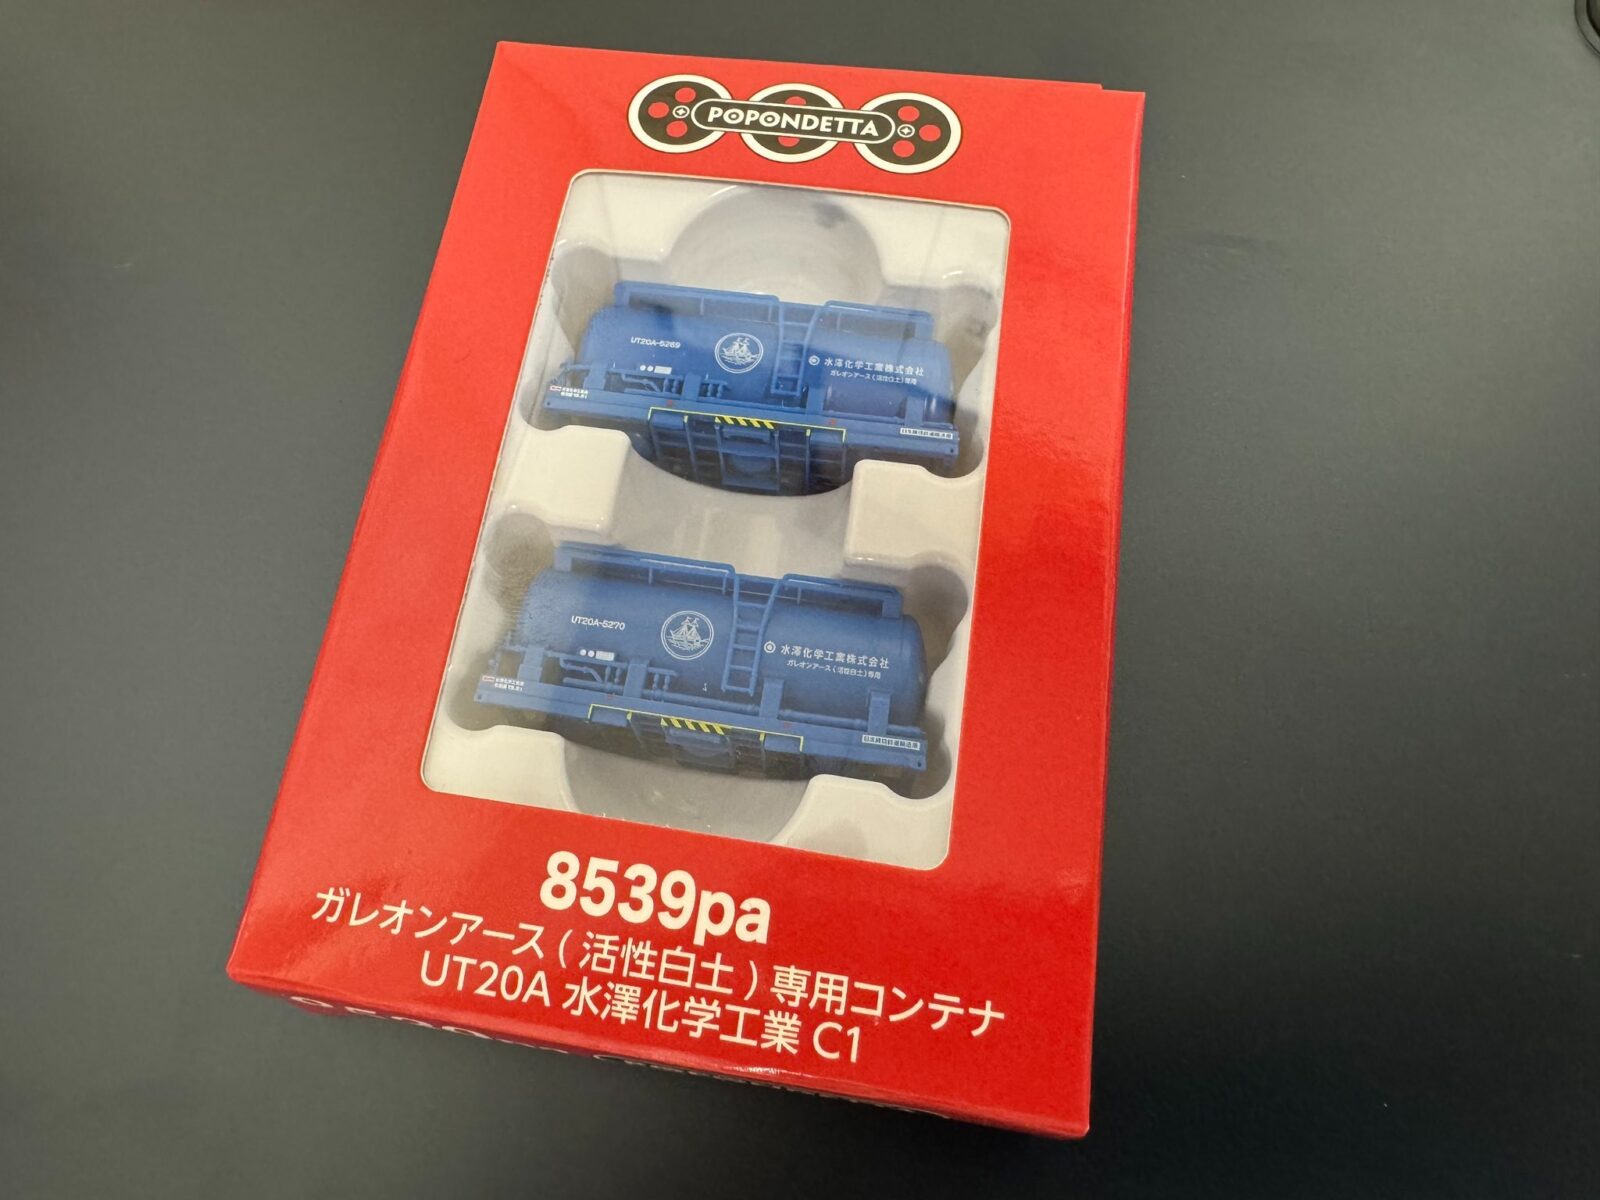 POPONDETTA
UT20A-5269
水澤化学工業株式会社
ガレオンアース(活性白土)専用
UT20A-5270
水澤化学工業株式会社
ガレオンアース(活性白土)専用
8539pa
ガレオンアース(活性白土)専用コンテナ
UT20A 水澤化学工業 C1